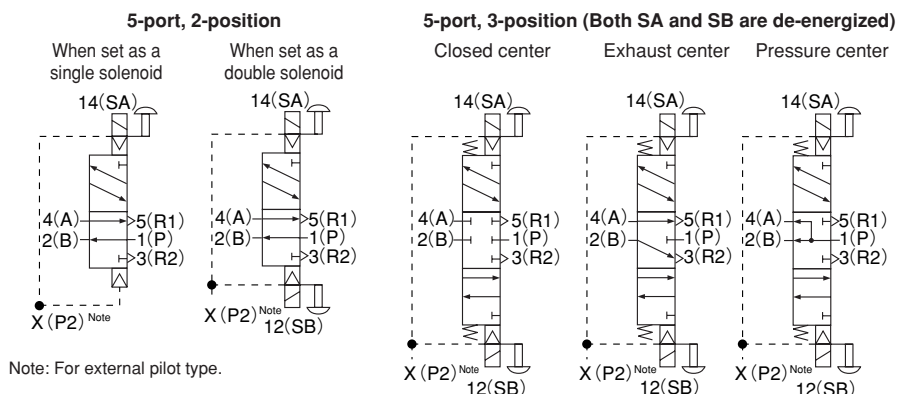 5-port, 2-position
When set as a
single solenoid
14(SA)
4(A)
5(R1)
2(B)
1(P)
3(R2)
X(P2) Note
When set as a
double solenoid
14(SA)
4(A)
5(R1)
2(B)
1(P)
3(R2)
X(P2) Note
12(SB)
Note: For external pilot type.
5-port, 3-position (Both SA and SB are de-energized)
Closed center
14(SA)
4(A)
5(R1)
2(B)
1(P)
3(R2)
X(P2) Note
12(SB)
Exhaust center
14(SA)
4(A)
5(R1)
2(B)
1(P)
3(R2)
X(P2) Note
12(SB)
Pressure center
14(SA)
4(A)
5(R1)
2(B)
1(P)
3(R2)
X(P2) Note
12(SB)